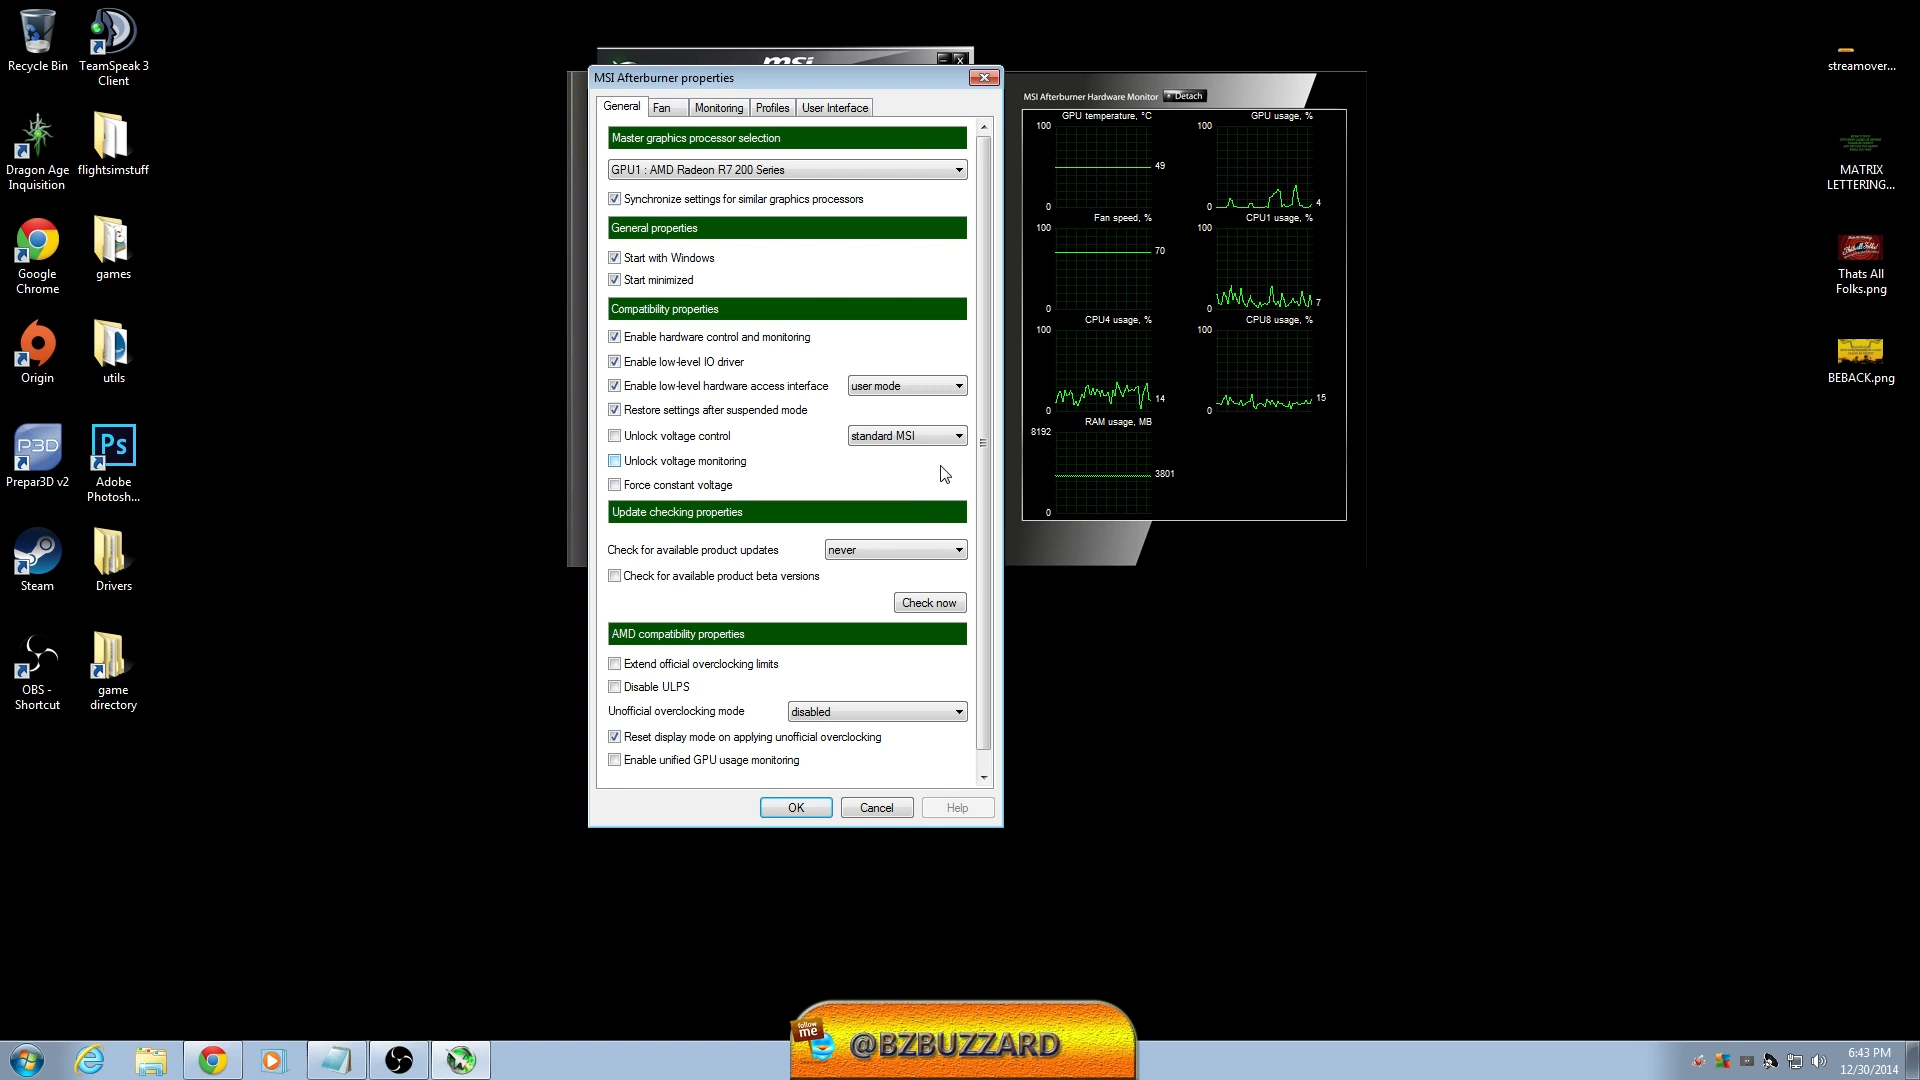 Recycle Bin
TeamSpeak 3
Client
Dragon Age
Inquisition
flightsimstuff
Google
Chrome
games
Origin
utils
P3D
Prepar3D v2
Ps
Adobe
Photosh...
Steam
Drivers
OBS -
Shortcut
game
directory
msi
MSI Afterburner properties
General
Fan
Monitoring
Profiles
User Interface
Master graphics processor selection
GPU1 : AMD Radeon R7 200 Series
Synchronize settings for similar graphics processors
General properties
Start with Windows
Start minimized
Compatibility properties
Enable hardware control and monitoring
Enable low-level IO driver
Enable low-level hardware access interface
user mode
Restore settings after suspended mode
Unlock voltage control
standard MSI
Unlock voltage monitoring
Force constant voltage
Update checking properties
Check for available product updates
never
Check for available product beta versions
Check now
AMD compatibility properties
Extend official overclocking limits
Disable ULPS
Unofficial overclocking mode
disabled
Reset display mode on applying unofficial overclocking
Enable unified GPU usage monitoring
OK
Cancel
Help
MSI Afterburner Hardware Monitor
Detach
GPU temperature, °C
100
49
0
GPU usage, %
100
4
0
Fan speed, %
100
70
0
CPU1 usage, %
100
7
0
CPU4 usage, %
100
14
0
CPU8 usage, %
100
15
0
RAM usage, MB
8192
3801
0
streamover...
MATRIX
LETTERING...
Thats All
Folks.png
BEBACK.png
follow
me
@BZBUZZARD
6:43 PM
12/30/2014